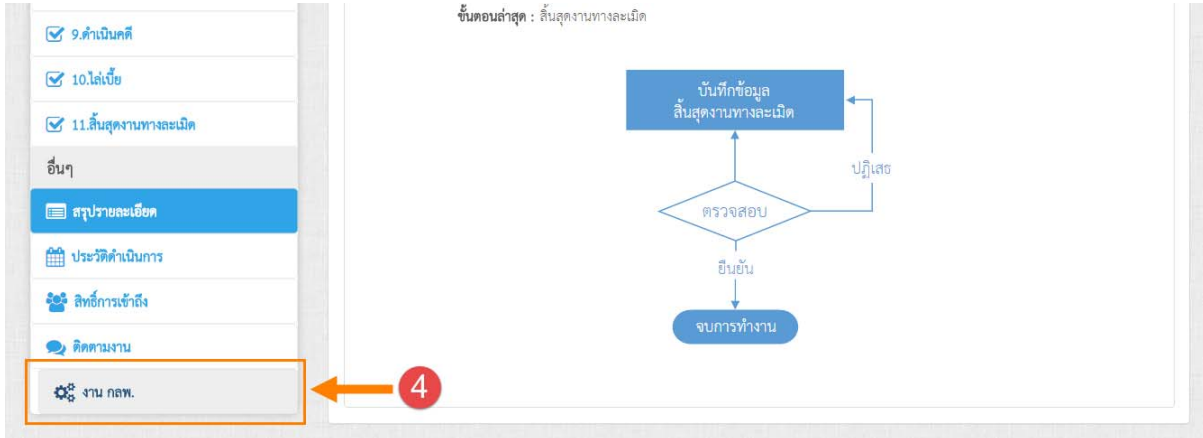 9.ดำเนินคดี
10.ไล่เบี้ย
11.สิ้นสุดงานทางละเมิด
อื่นๆ
สรุปรายละเอียด
ประวัติดำเนินการ
สิทธิ์การเข้าถึง
ติดตามงาน
งาน กลพ.
4
ขั้นตอนล่าสุด : สิ้นสุดงานทางละเมิด
บันทึกข้อมูล
สิ้นสุดงานทางละเมิด
ปฏิเสธ
ตรวจสอบ
ยืนยัน
จบการทำงาน